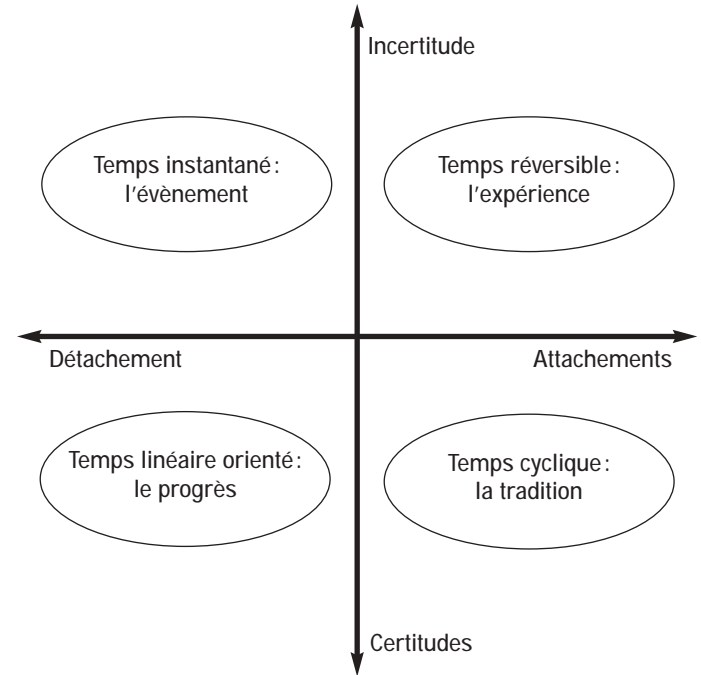 Incertitude
Temps instantané :
l'évènement
Temps réversible :
l'expérience
Détachement
Attachements
Temps linéaire orienté :
le progrès
Temps cyclique :
la tradition
Certitudes